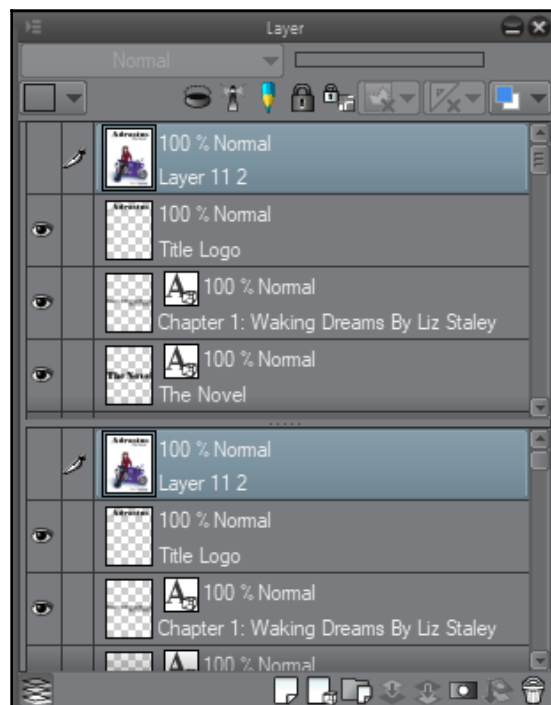 Layer
Normal
100 % Normal
Layer 11 2
100 % Normal
Title Logo
A 100 % Normal
Chapter 1: Waking Dreams By Liz Staley
A 100 % Normal
The Novel
The Novel
100 % Normal
Layer 11 2
100 % Normal
Title Logo
A 100 % Normal
Chapter 1: Waking Dreams By Liz Staley
A 100 % Normal